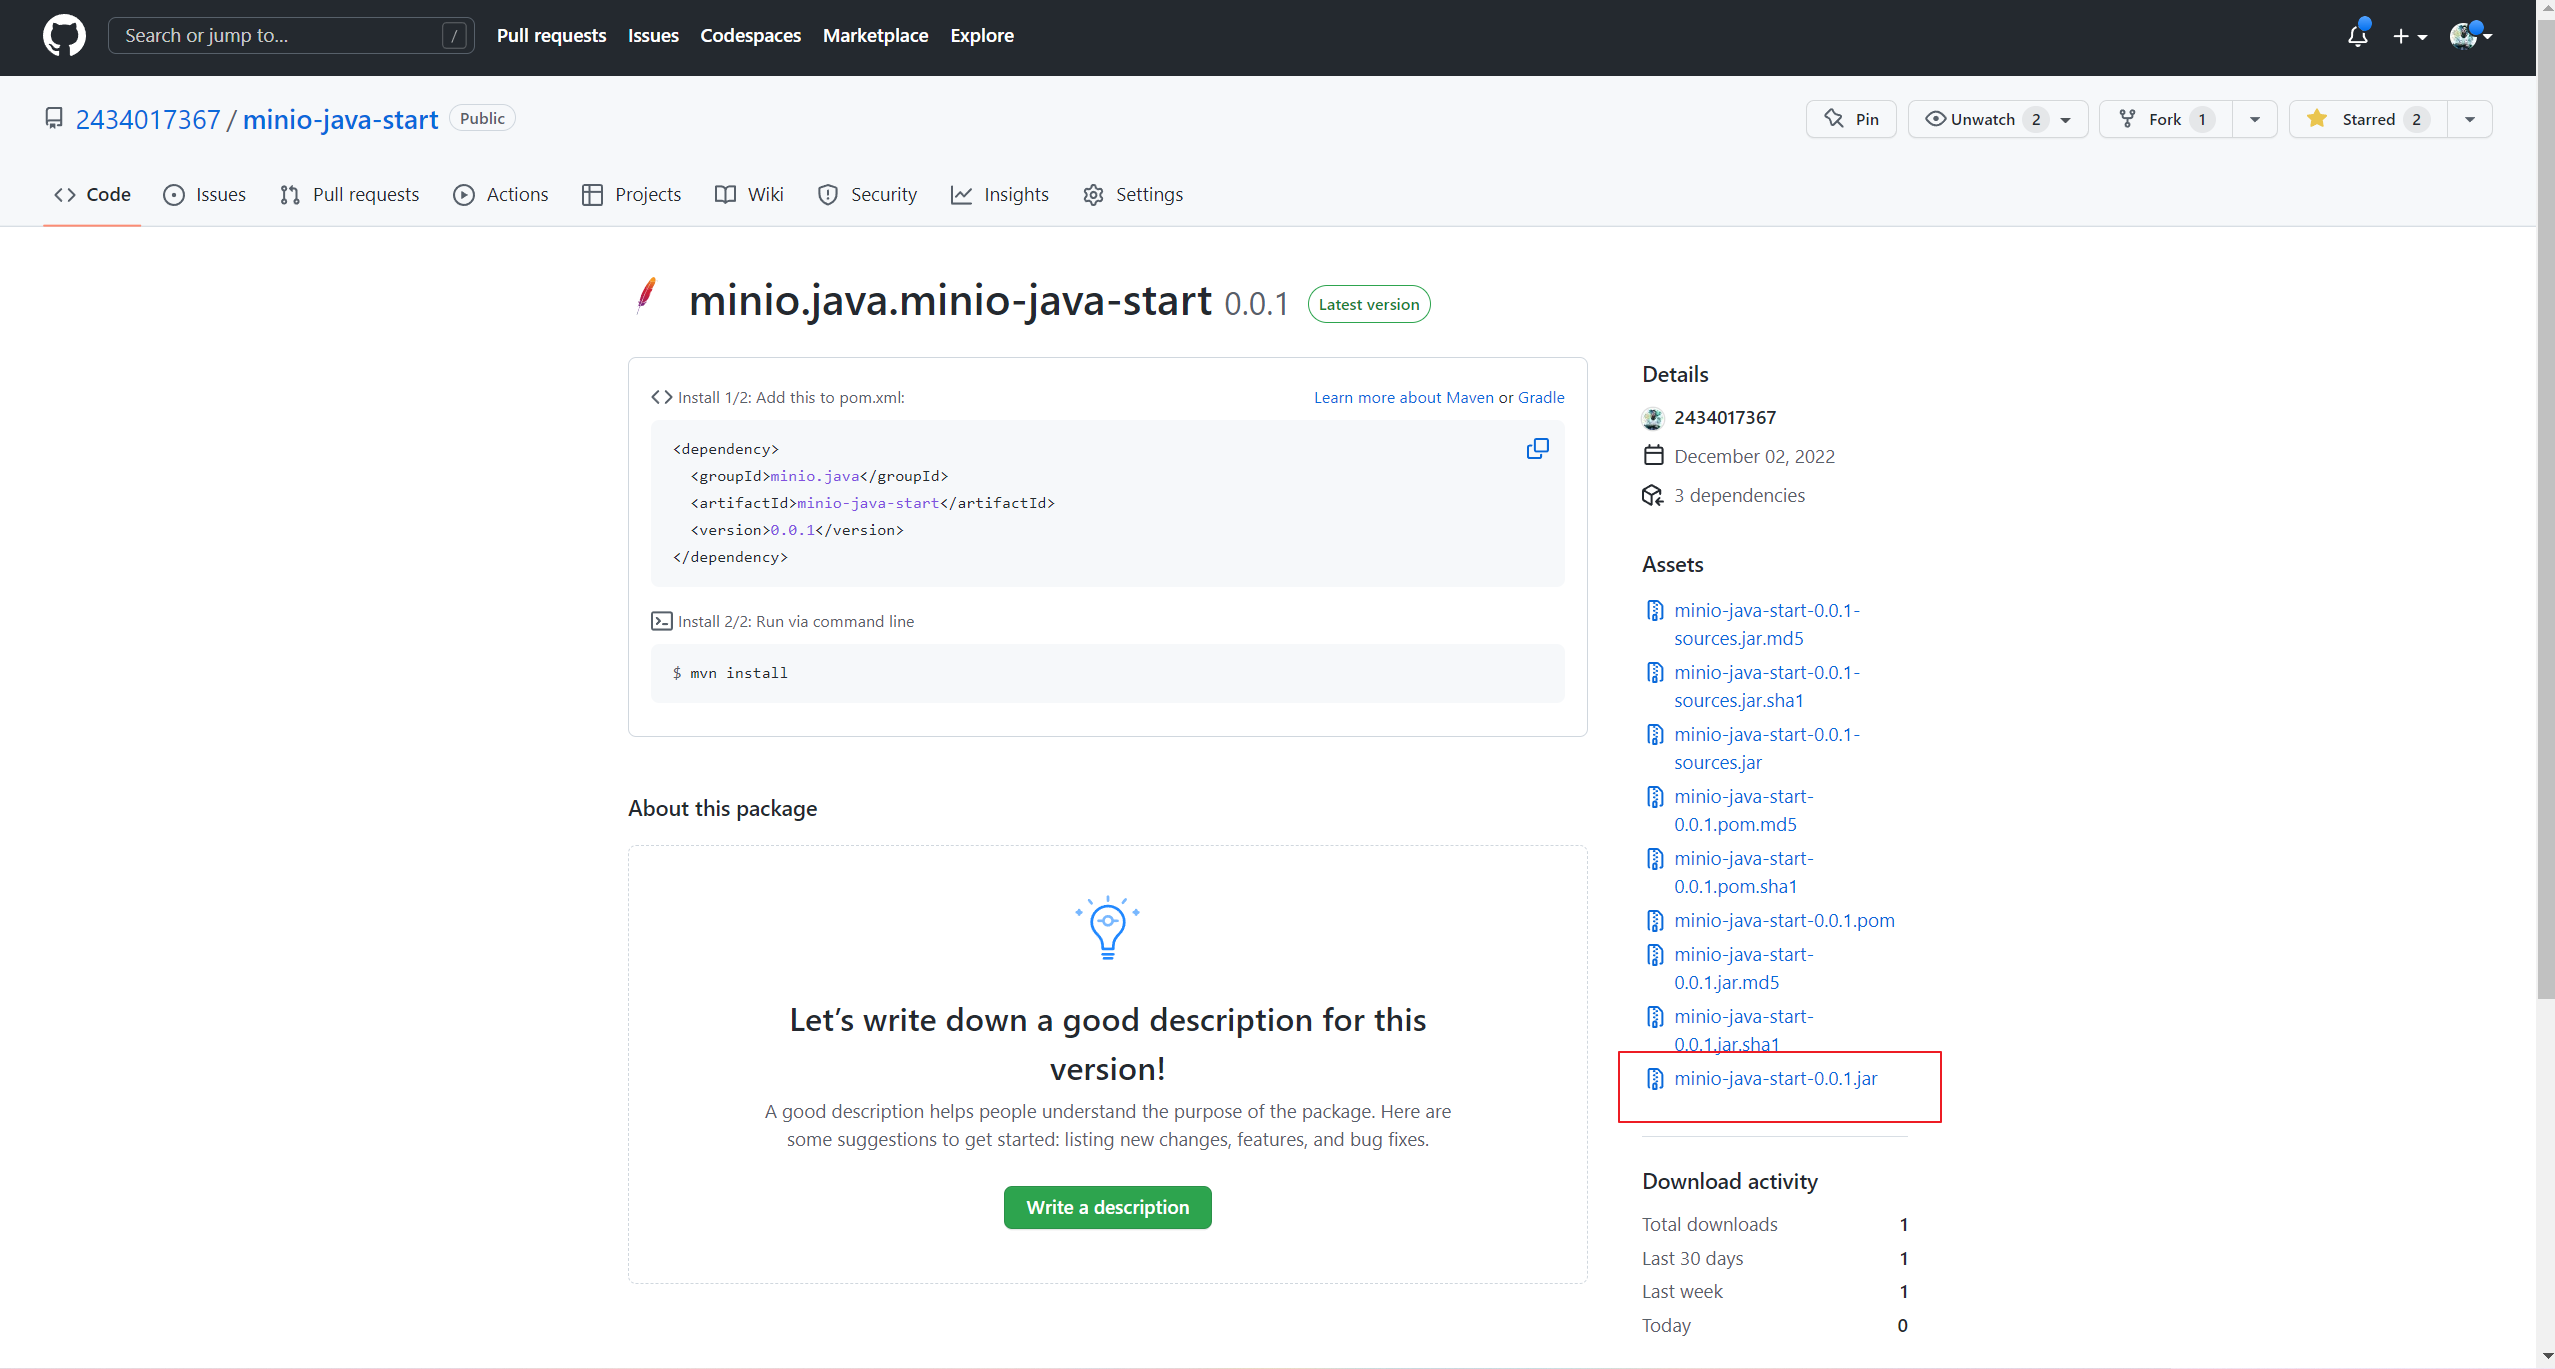 Search or jump to... /
Pull requests Issues Codespaces Marketplace Explore
2434017367 / minio-java-start Public
Pin
Unwatch 2
Fork 1
Starred 2
Code
Issues
Pull requests
Actions
Projects
Wiki
Security
Insights
Settings
minio.java.minio-java-start 0.0.1 Latest version
Install 1/2: Add this to pom.xml:
Learn more about Maven or Gradle
<dependency>
  <groupId>minio.java</groupId>
  <artifactId>minio-java-start</artifactId>
  <version>0.0.1</version>
</dependency>
Install 2/2: Run via command line
$ mvn install
About this package
Let’s write down a good description for this
version!
A good description helps people understand the purpose of the package. Here are
some suggestions to get started: listing new changes, features, and bug fixes.
Write a description
Details
2434017367
December 02, 2022
3 dependencies
Assets
minio-java-start-0.0.1-
sources.jar.md5
minio-java-start-0.0.1-
sources.jar.sha1
minio-java-start-0.0.1-
sources.jar
minio-java-start-
0.0.1.pom.md5
minio-java-start-
0.0.1.pom.sha1
minio-java-start-0.0.1.pom
minio-java-start-
0.0.1.jar.md5
minio-java-start-
0.0.1.jar.sha1
minio-java-start-0.0.1.jar
Download activity
Total downloads 1
Last 30 days 1
Last week 1
Today 0